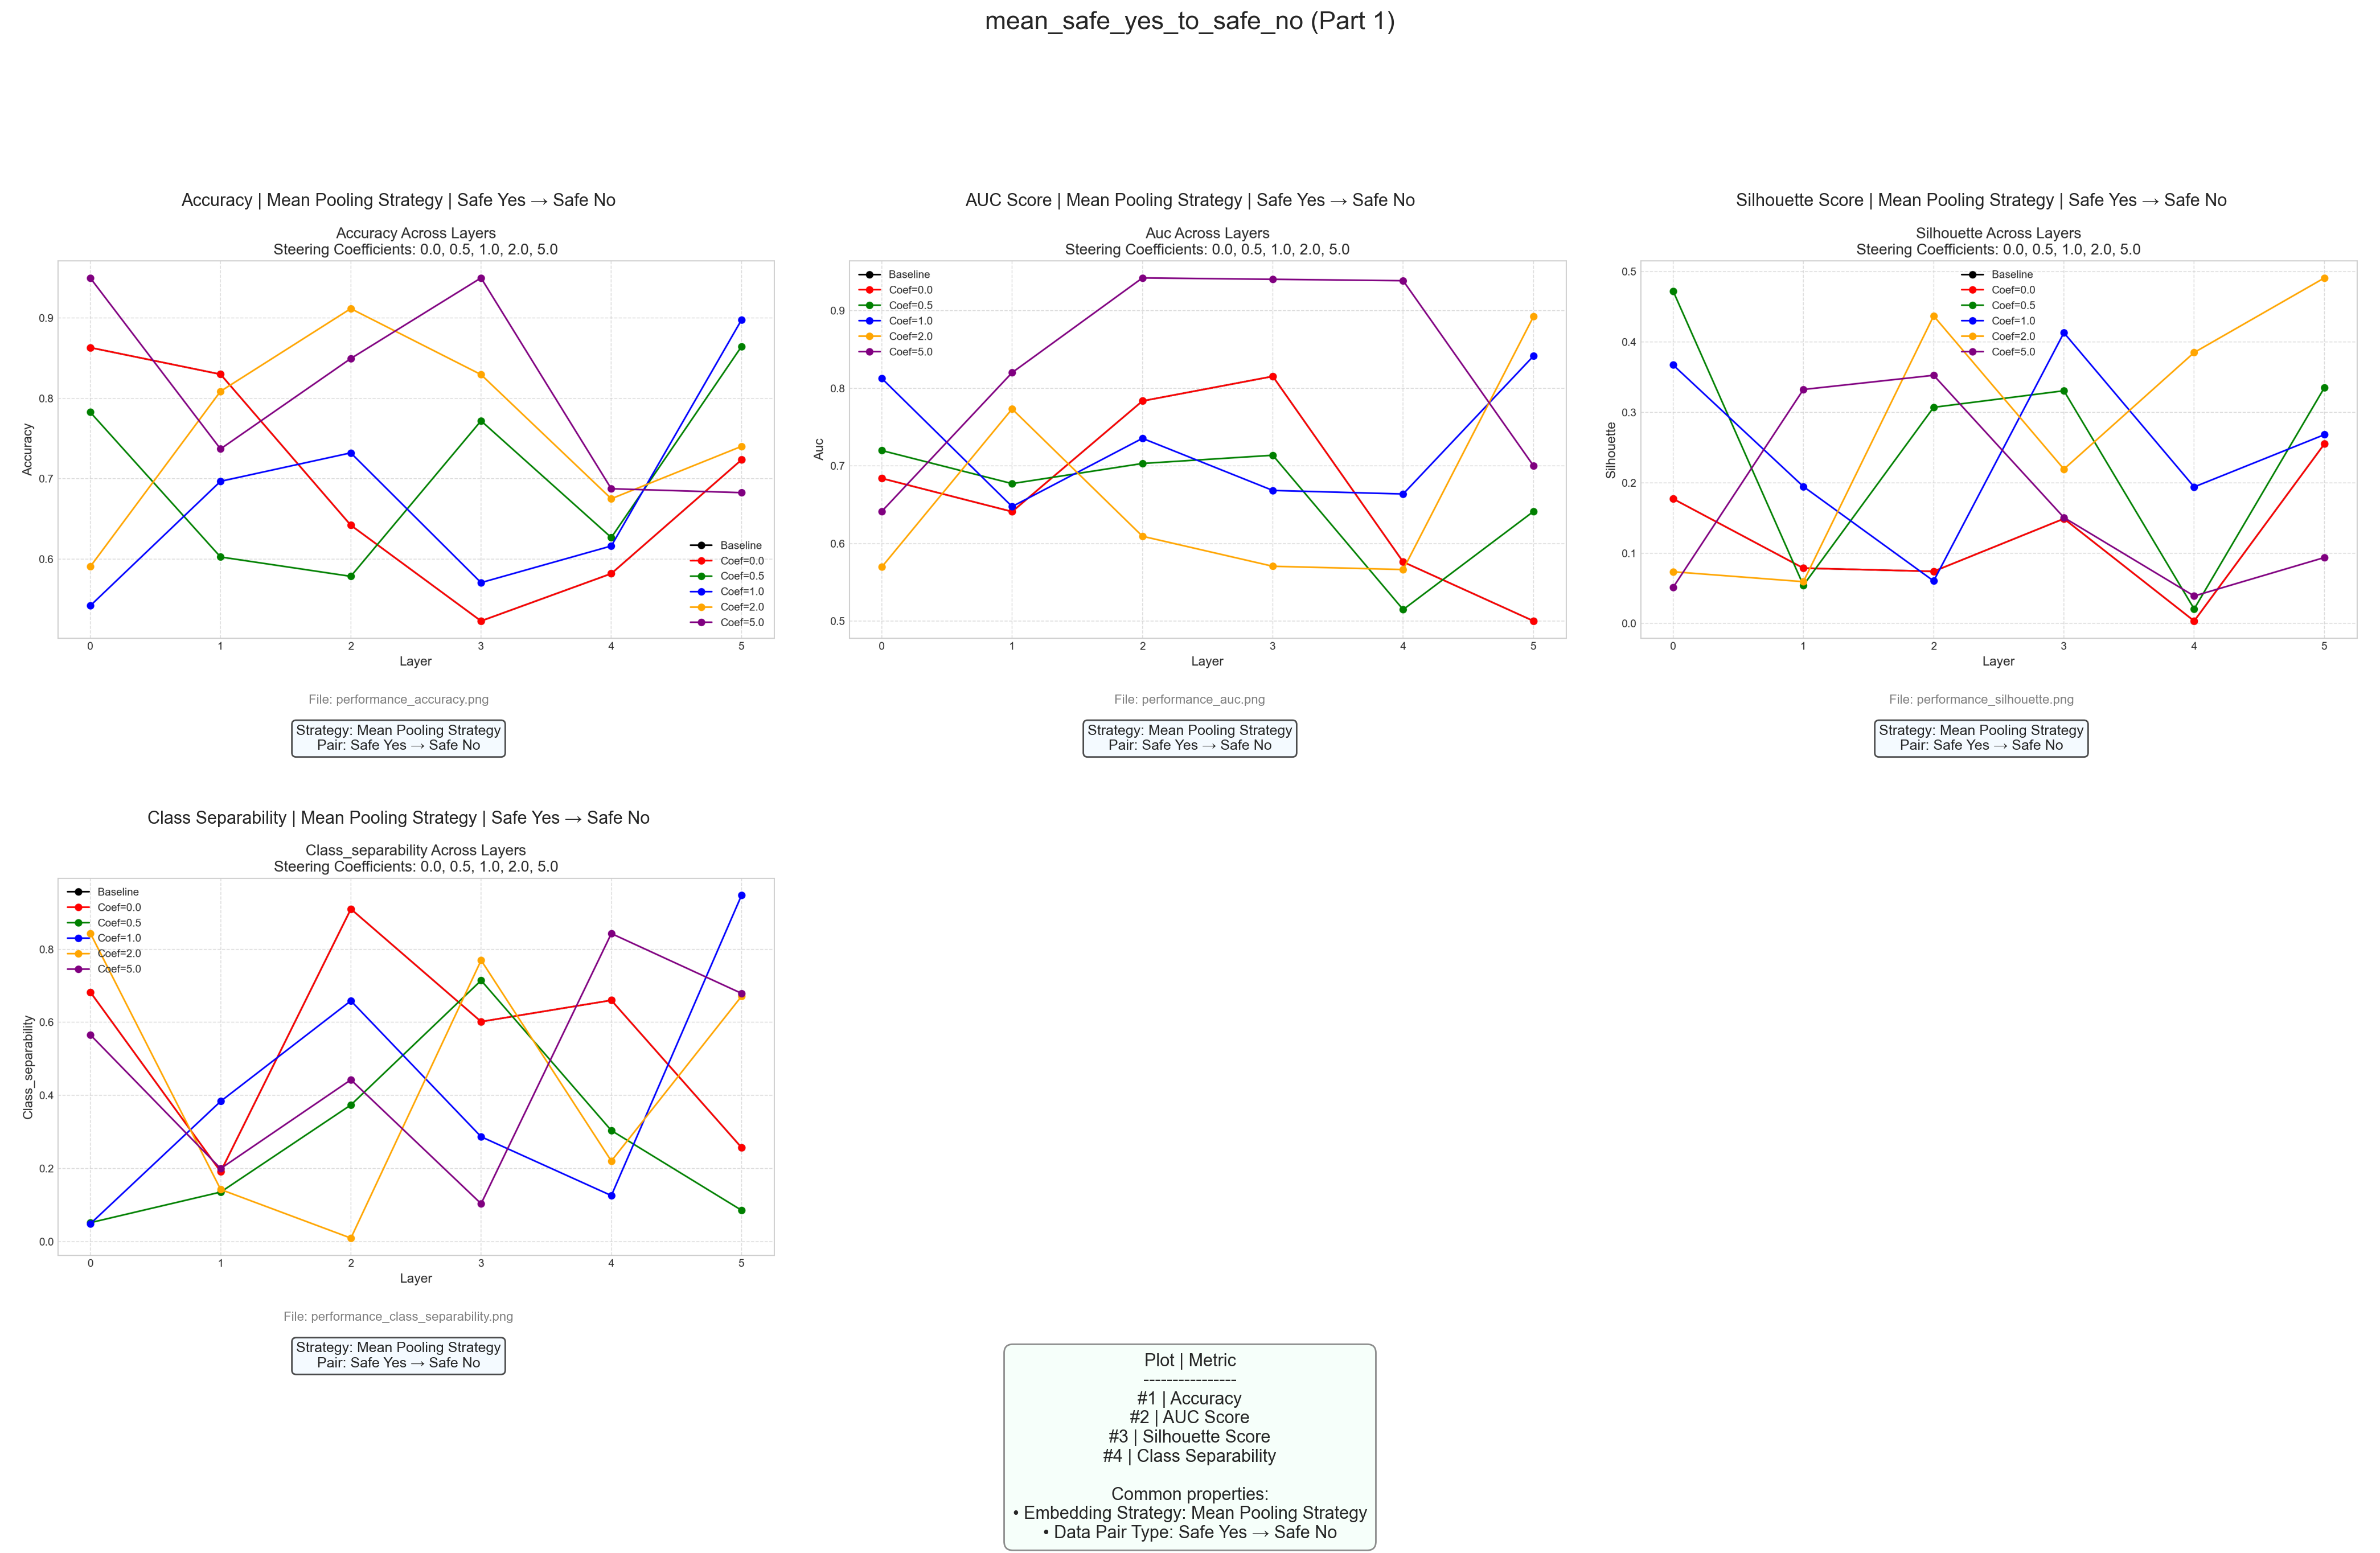 mean_safe_yes_to_safe_no (Part 1)
Accuracy | Mean Pooling Strategy | Safe Yes → Safe No
Accuracy Across Layers
Steering Coefficients: 0.0, 0.5, 1.0, 2.0, 5.0
Accuracy
0.9
0.8
0.7
0.6
Baseline
Coef=0.0
Coef=0.5
Coef=1.0
Coef=2.0
Coef=5.0
0 1 2 3 4 5
Layer
File: performance_accuracy.png
Strategy: Mean Pooling Strategy
Pair: Safe Yes → Safe No
AUC Score | Mean Pooling Strategy | Safe Yes → Safe No
Auc Across Layers
Steering Coefficients: 0.0, 0.5, 1.0, 2.0, 5.0
Auc
0.9
0.8
0.7
0.6
0.5
Baseline
Coef=0.0
Coef=0.5
Coef=1.0
Coef=2.0
Coef=5.0
0 1 2 3 4 5
Layer
File: performance_auc.png
Strategy: Mean Pooling Strategy
Pair: Safe Yes → Safe No
Silhouette Score | Mean Pooling Strategy | Safe Yes → Safe No
Silhouette Across Layers
Steering Coefficients: 0.0, 0.5, 1.0, 2.0, 5.0
Silhouette
0.5
0.4
0.3
0.2
0.1
0.0
Baseline
Coef=0.0
Coef=0.5
Coef=1.0
Coef=2.0
Coef=5.0
0 1 2 3 4 5
Layer
File: performance_silhouette.png
Strategy: Mean Pooling Strategy
Pair: Safe Yes → Safe No
Class Separability | Mean Pooling Strategy | Safe Yes → Safe No
Class_separability Across Layers
Steering Coefficients: 0.0, 0.5, 1.0, 2.0, 5.0
Class_separability
0.8
0.6
0.4
0.2
0.0
Baseline
Coef=0.0
Coef=0.5
Coef=1.0
Coef=2.0
Coef=5.0
0 1 2 3 4 5
Layer
File: performance_class_separability.png
Strategy: Mean Pooling Strategy
Pair: Safe Yes → Safe No
Plot | Metric
----------------
#1 | Accuracy
#2 | AUC Score
#3 | Silhouette Score
#4 | Class Separability
Common properties:
• Embedding Strategy: Mean Pooling Strategy
• Data Pair Type: Safe Yes → Safe No